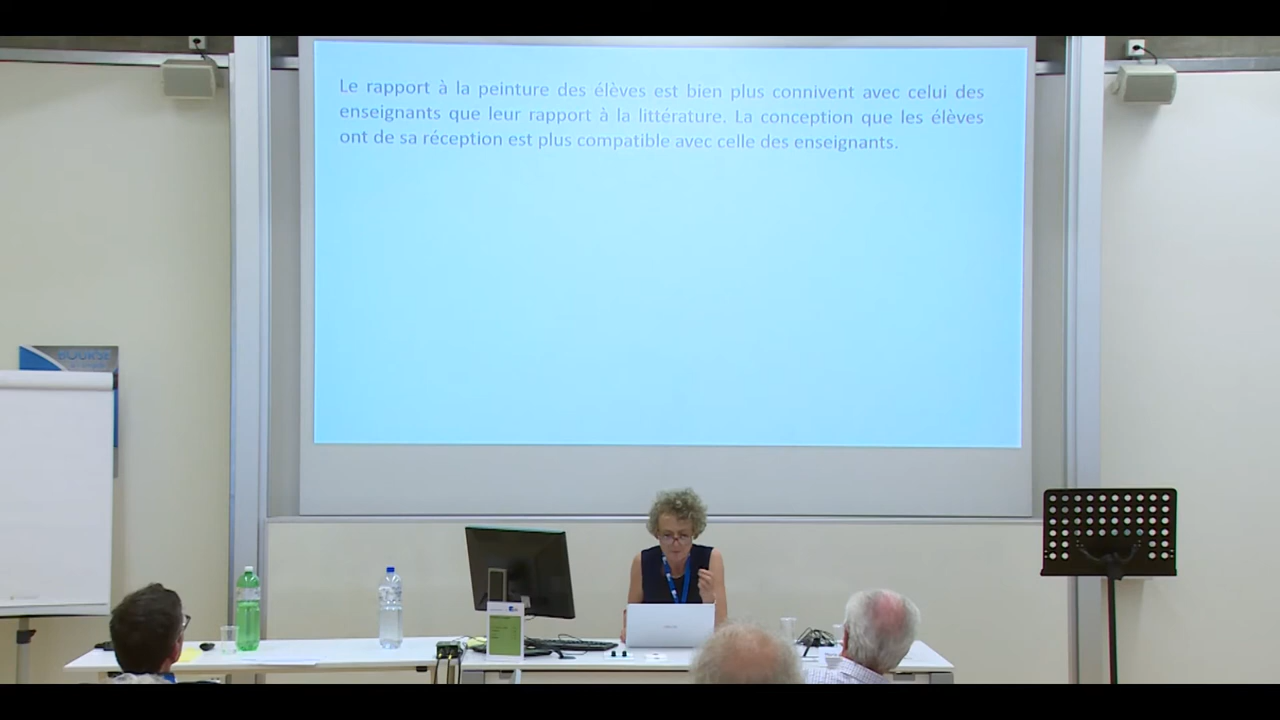 Le rapport à la peinture des élèves est bien plus connivent avec celui des
enseignants que leur rapport à la littérature. La conception que les élèves
ont de sa réception est plus compatible avec celle des enseignants.
BOURSE